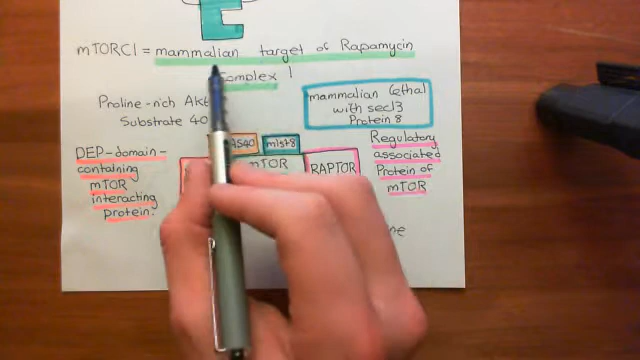 mTORC1 = mammalian target of Rapamycin
Complex 1
Proline-rich Akt
Substrate 40
mammalian lethal
with sec13
Protein 8
DEP-domain-
containing
mTOR
interacting
protein.
AS40
mlst8
mTOR
RAPTOR
Regulatory
associated
Protein of
mTOR